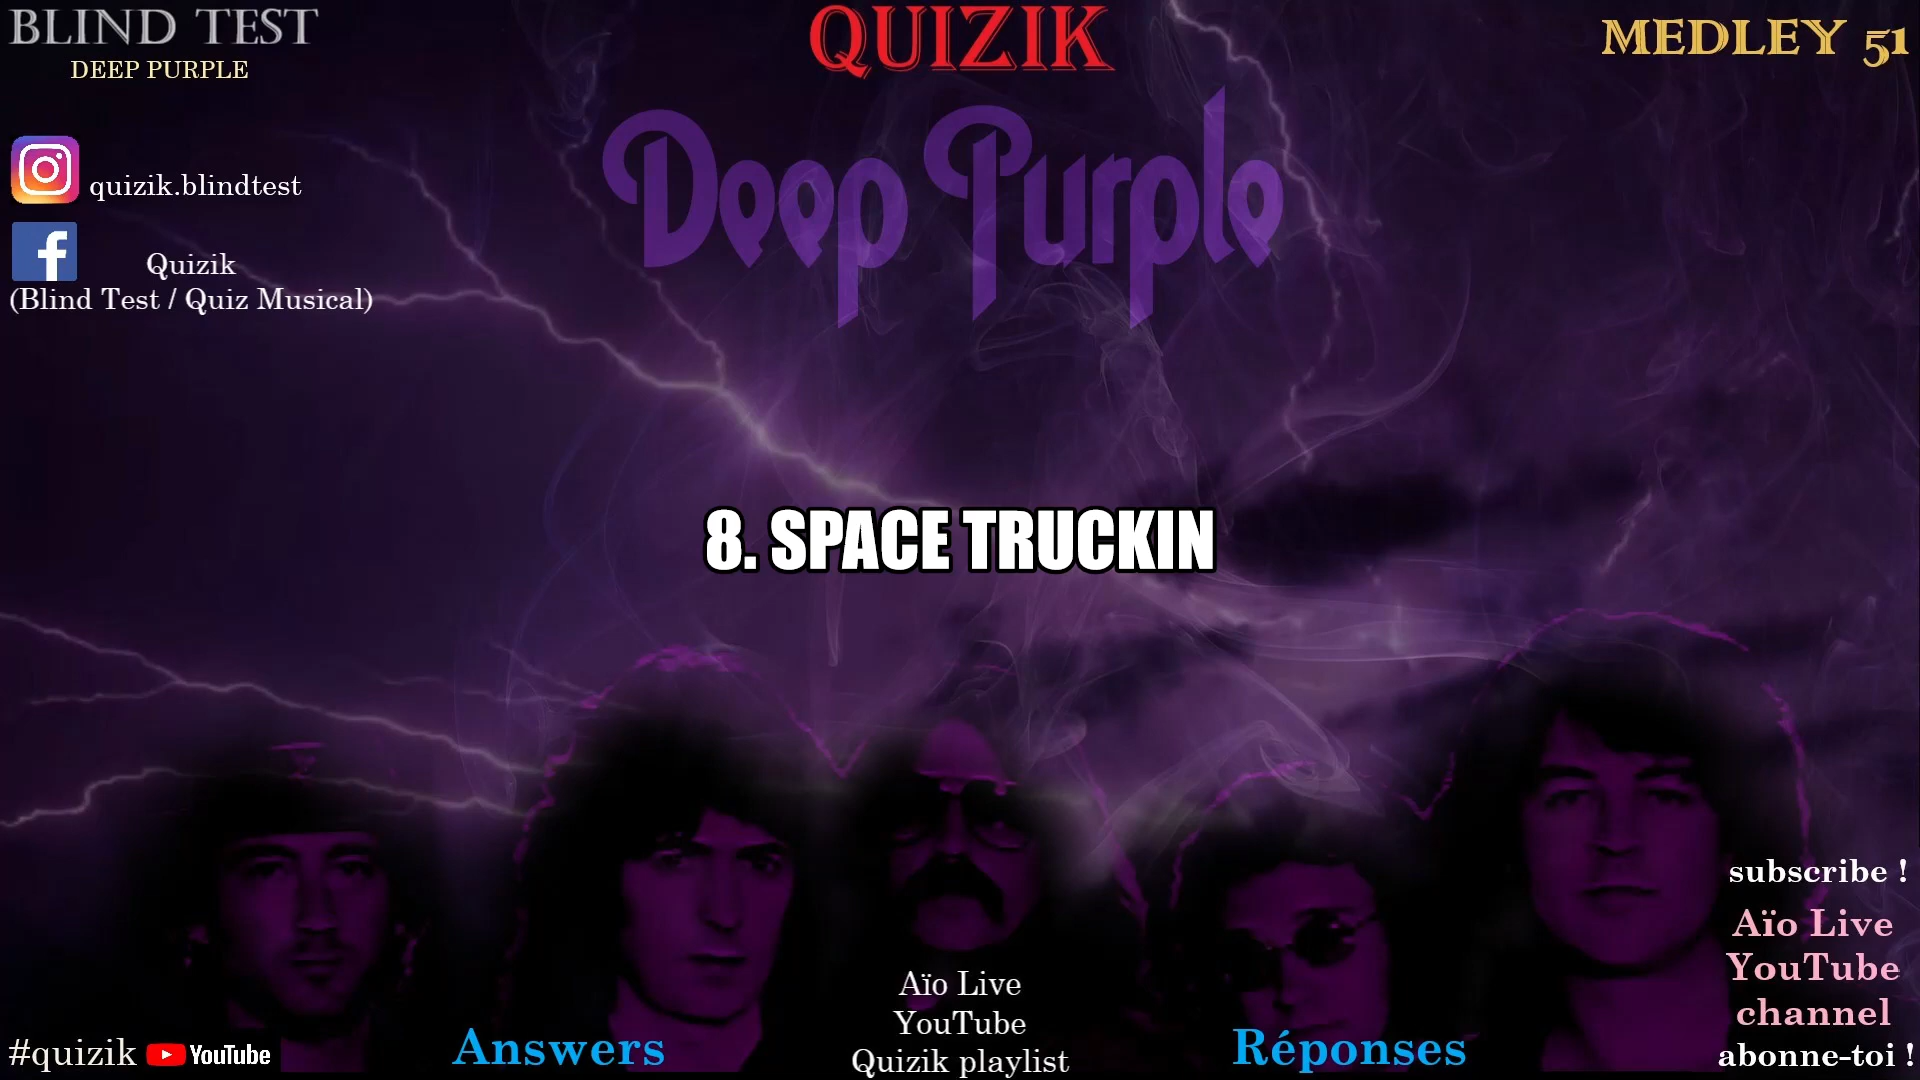 BLIND TEST
DEEP PURPLE
QUIZIK
MEDLEY 51
Deep Purple
quizik.blindtest
Quizik
(Blind Test / Quiz Musical)
8. SPACE TRUCKIN
subscribe !
Aïo Live
YouTube
channel
abonne-toi !
Aïo Live
YouTube
Quizik playlist
#quizik YouTube
Answers
Réponses